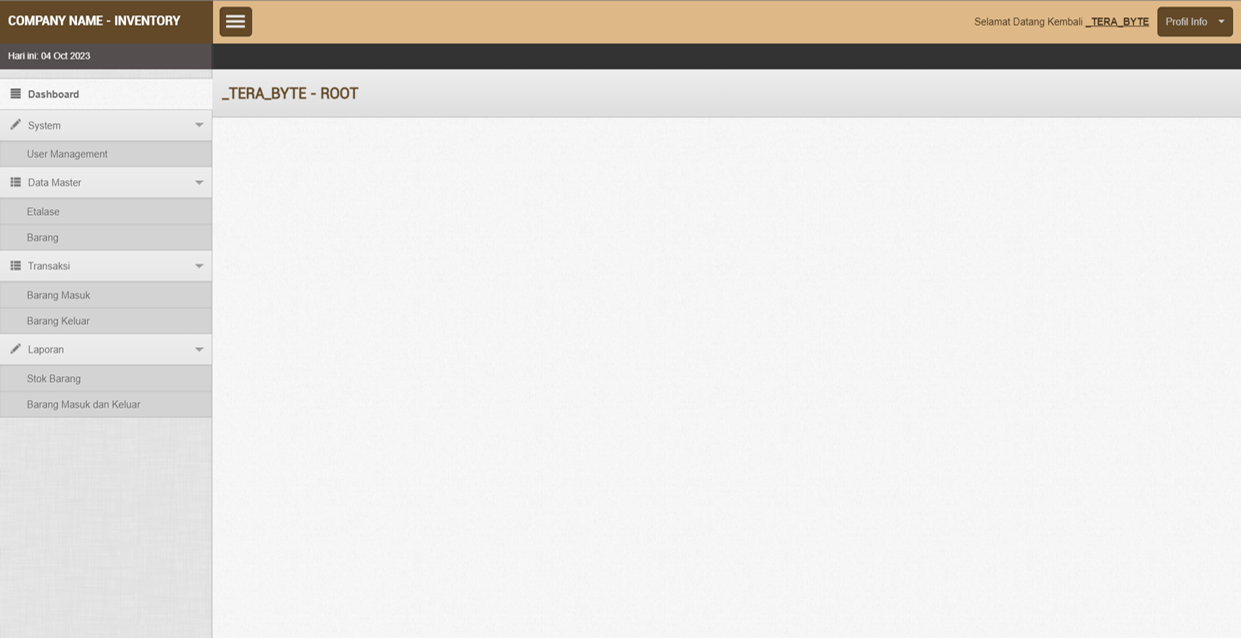 COMPANY NAME - INVENTORY
Selamat Datang Kembali _TERA_BYTE
Profil Info
Hari ini: 04 Oct 2023
Dashboard
_TERA_BYTE - ROOT
System
User Management
Data Master
Etalase
Barang
Transaksi
Barang Masuk
Barang Keluar
Laporan
Stok Barang
Barang Masuk dan Keluar